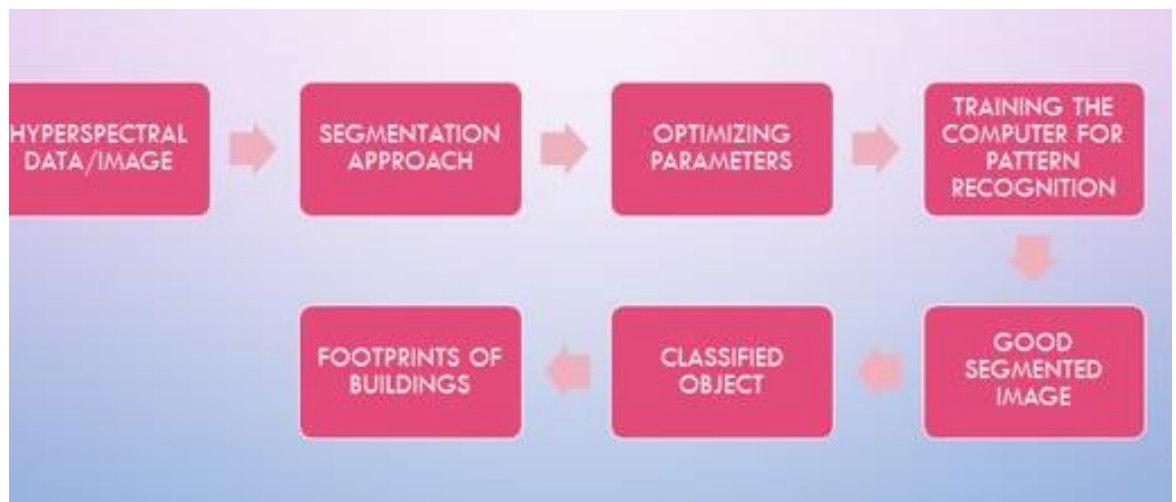 HYPERSPECTRAL
DATA/IMAGE
SEGMENTATION
APPROACH
OPTIMIZING
PARAMETERS
TRAINING THE
COMPUTER FOR
PATTERN
RECOGNITION
GOOD
SEGMENTED
IMAGE
CLASSIFIED
OBJECT
FOOTPRINTS OF
BUILDINGS